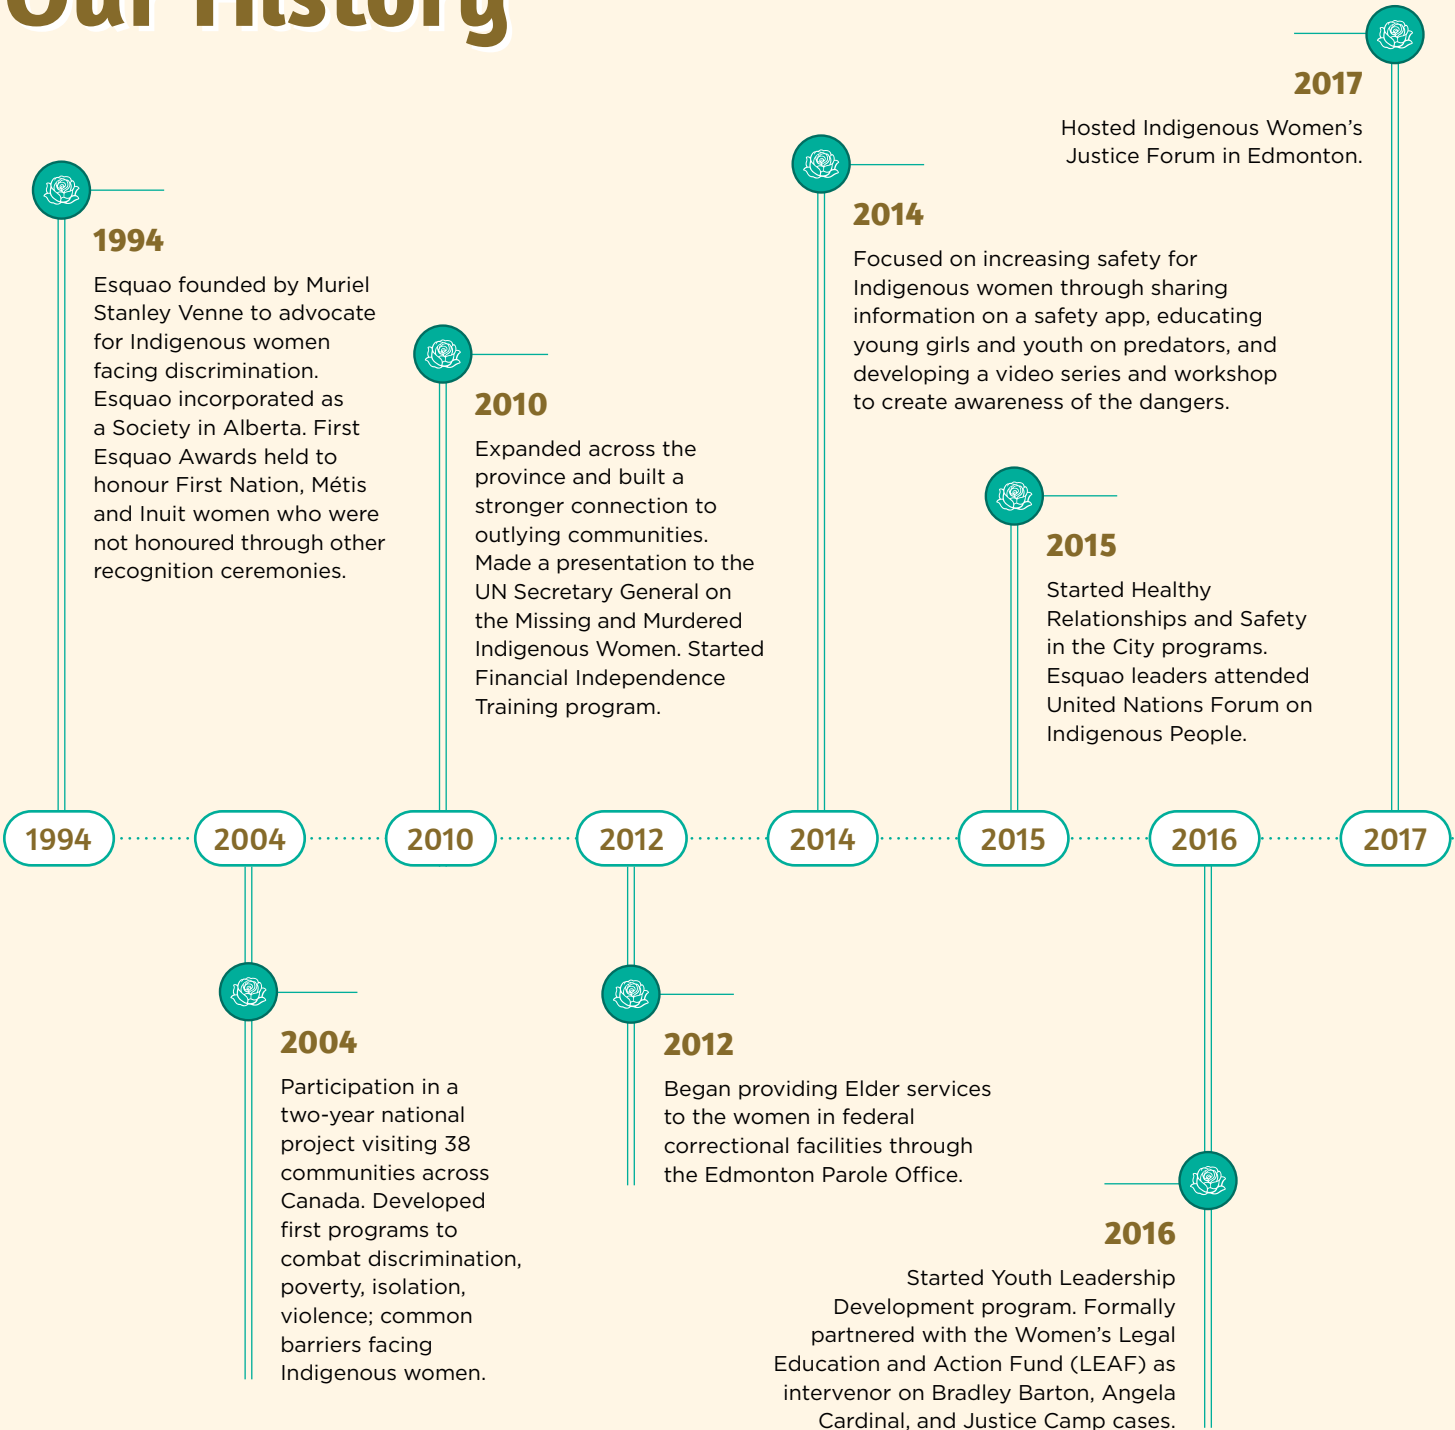 Our History
2017
Hosted Indigenous Women's
Justice Forum in Edmonton.
1994
Esquao founded by Muriel
Stanley Venne to advocate
for Indigenous women
facing discrimination.
Esquao incorporated as
a Society in Alberta. First
Esquao Awards held to
honour First Nation, Métis
and Inuit women who were
not honoured through other
recognition ceremonies.
2010
Expanded across the
province and built a
stronger connection to
outlying communities.
Made a presentation to the
UN Secretary General on
the Missing and Murdered
Indigenous Women. Started
Financial Independence
Training program.
2014
Focused on increasing safety for
Indigenous women through sharing
information on a safety app, educating
young girls and youth on predators, and
developing a video series and workshop
to create awareness of the dangers.
2015
Started Healthy
Relationships and Safety
in the City programs.
Esquao leaders attended
United Nations Forum on
Indigenous People.
1994 2004 2010 2012 2014 2015 2016 2017
2004
Participation in a
two-year national
project visiting 38
communities across
Canada. Developed
first programs to
combat discrimination,
poverty, isolation,
violence; common
barriers facing
Indigenous women.
2012
Began providing Elder services
to the women in federal
correctional facilities through
the Edmonton Parole Office.
2016
Started Youth Leadership
Development program. Formally
partnered with the Women's Legal
Education and Action Fund (LEAF) as
intervenor on Bradley Barton, Angela
Cardinal, and Justice Camp cases.